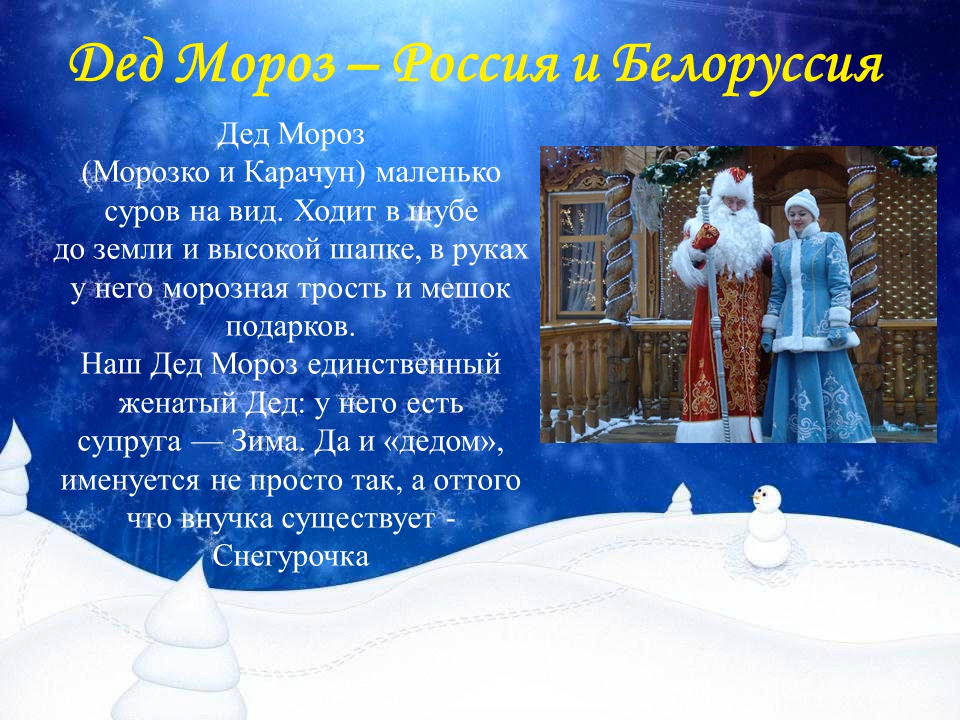 Дед Мороз – Россия и Белоруссия
Дед Мороз
(Морозко и Карачун) маленько
суров на вид. Ходит в шубе
до земли и высокой шапке, в руках
у него морозная трость и мешок
подарков.
Наш Дед Мороз единственный
женатый Дед: у него есть
супруга — Зима. Да и «дедом»,
именуется не просто так, а оттого
что внучка существует -
Снегурочка